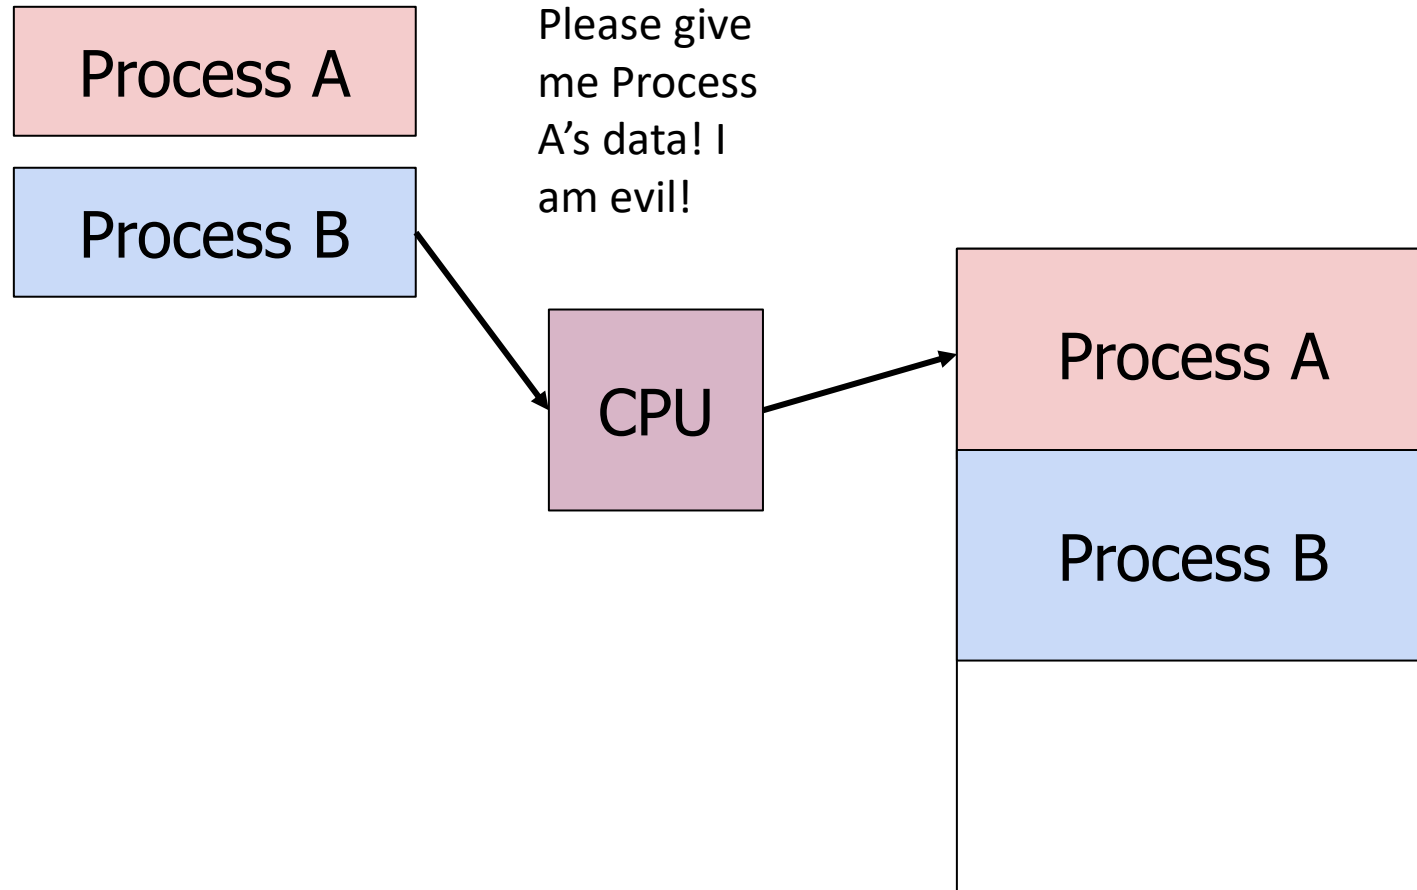 Process A
Process B
Please give
me Process
A’s data! I
am evil!
CPU
Process A
Process B